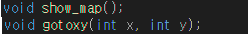 void show_map();
void gotoxy(int x, int y);